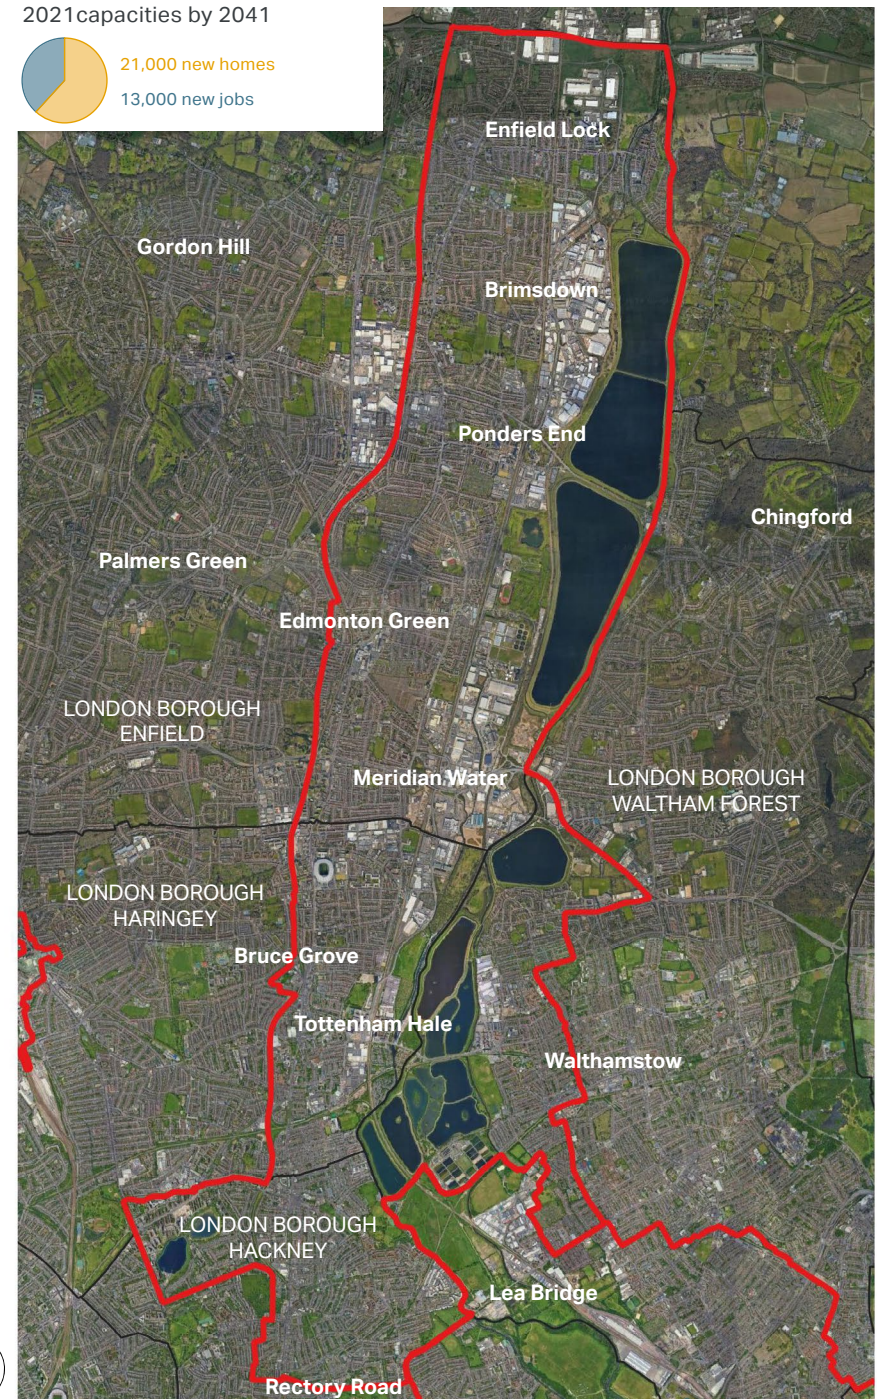 2021 capacities by 2041
21,000 new homes
13,000 new jobs
Enfield Lock
Gordon Hill
Brimsdown
Ponders End
Chingford
Palmers Green
Edmonton Green
LONDON BOROUGH
ENFIELD
Meridian Water
LONDON BOROUGH
WALTHAM FOREST
LONDON BOROUGH
HARINGEY
Bruce Grove
Tottenham Hale
Walthamstow
LONDON BOROUGH
HACKNEY
Lea Bridge
Rectory Road